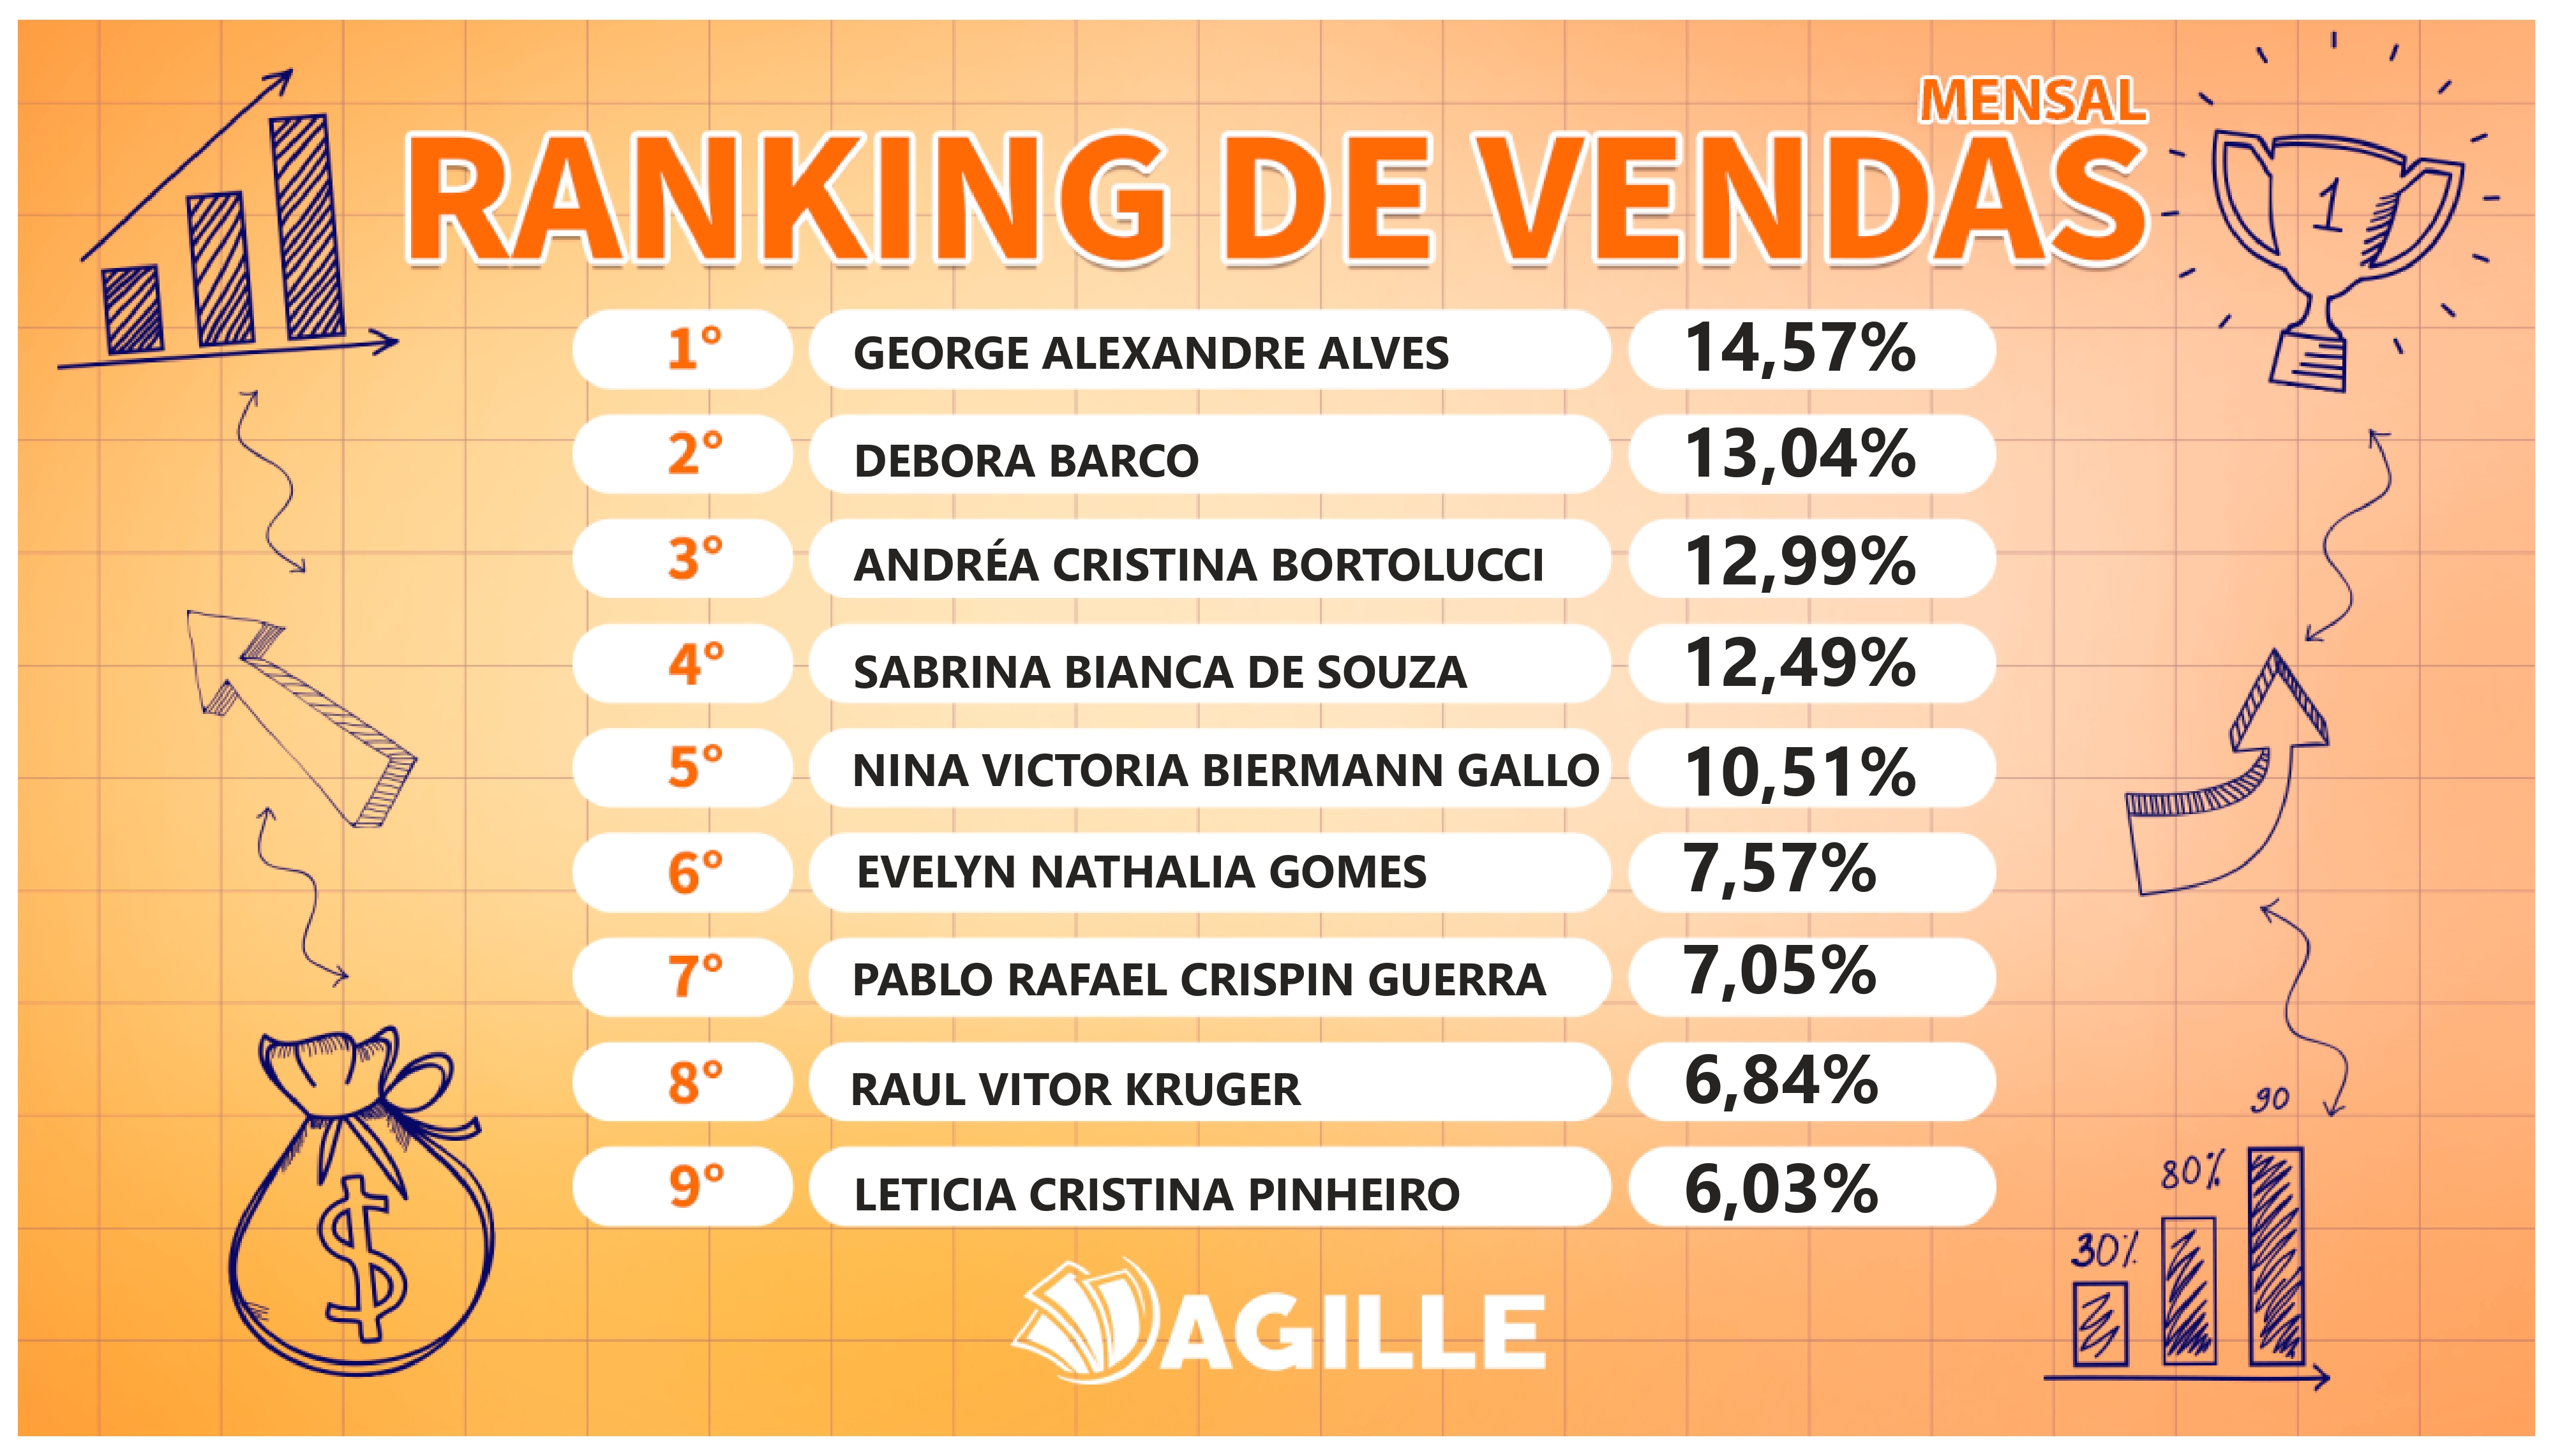 MENSAL
RANKING DE VENDAS
1
1° GEORGE ALEXANDRE ALVES 14,57%
2° DEBORA BARCO 13,04%
3° ANDRÉA CRISTINA BORTOLUCCI 12,99%
4° SABRINA BIANCA DE SOUZA 12,49%
5° NINA VICTORIA BIERMANN GALLO 10,51%
6° EVELYN NATHALIA GOMES 7,57%
7° PABLO RAFAEL CRISPIN GUERRA 7,05%
8° RAUL VITOR KRUGER 6,84%
9° LETICIA CRISTINA PINHEIRO 6,03%
90
80%
30%
$
AGILLE